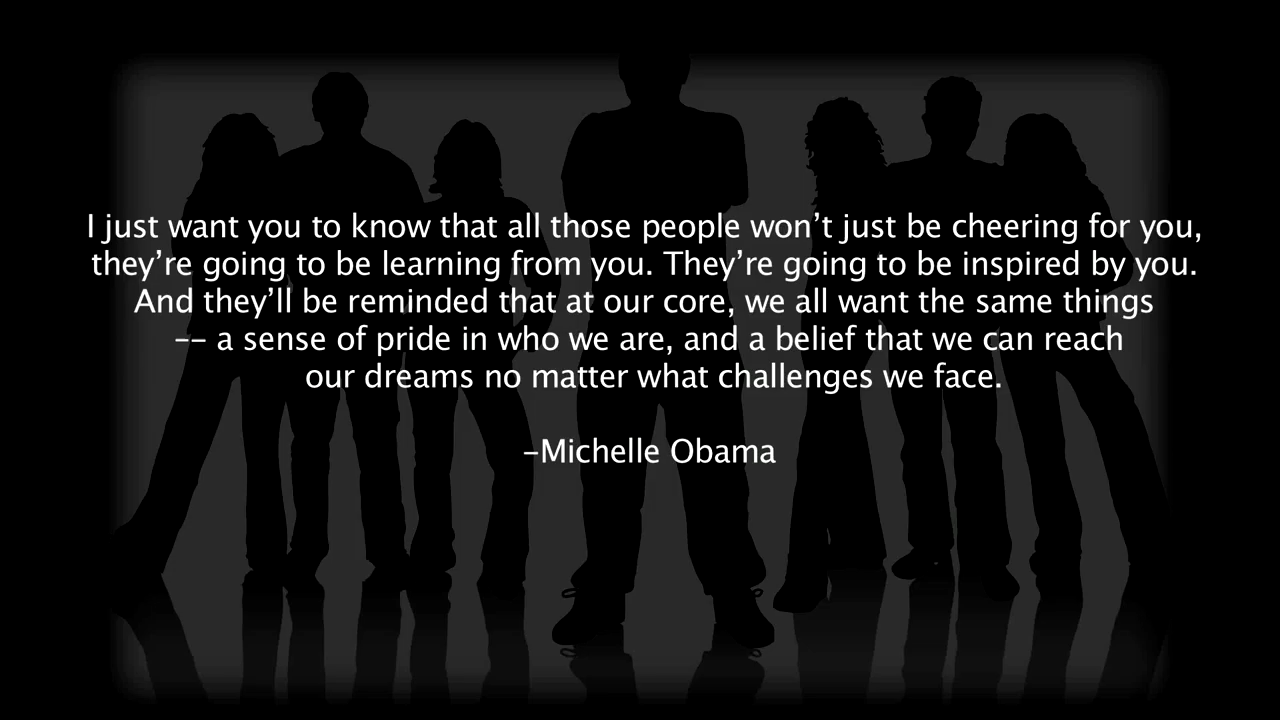 I just want you to know that all those people won’t just be cheering for you,
they’re going to be learning from you. They’re going to be inspired by you.
And they’ll be reminded that at our core, we all want the same things
-- a sense of pride in who we are, and a belief that we can reach
our dreams no matter what challenges we face.
-Michelle Obama